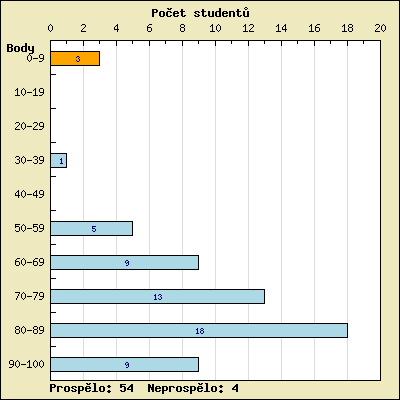 Počet studentů
0 2 4 6 8 10 12 14 16 18 20
Body
0-9 3
10-19
20-29
30-39 1
40-49
50-59 5
60-69 9
70-79 13
80-89 18
90-100 9
Prospělo: 54 Neprospělo: 4